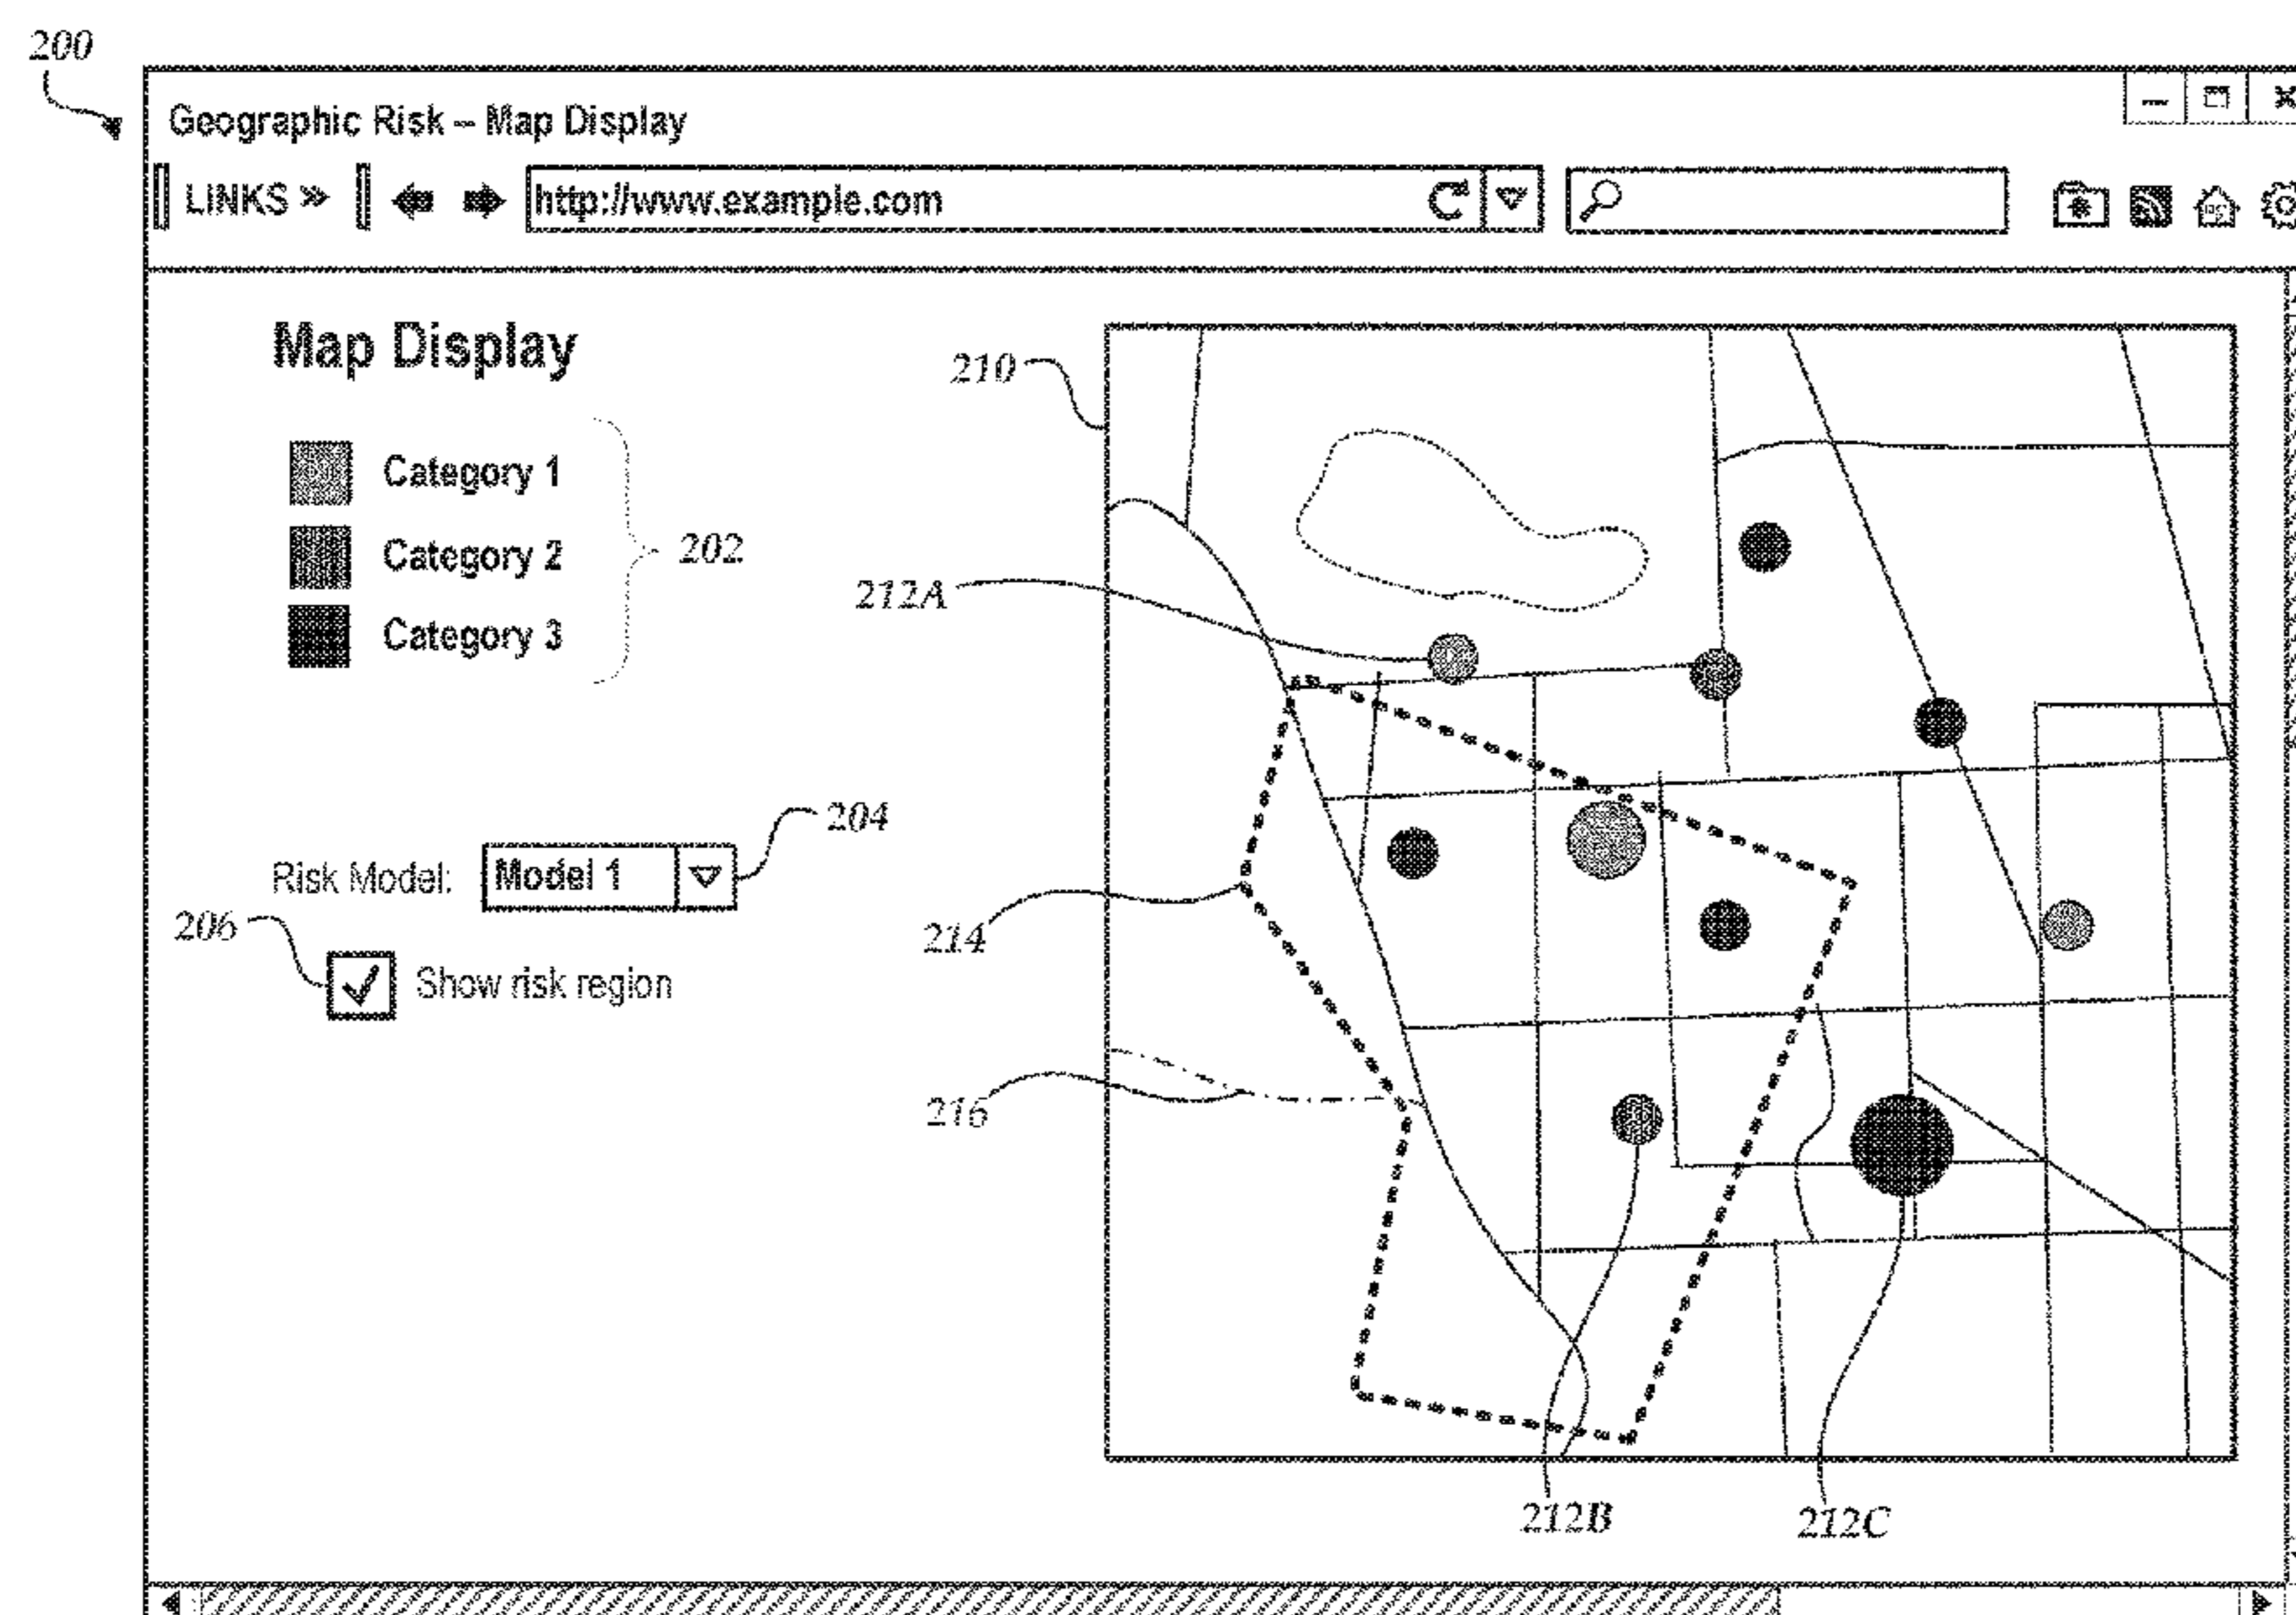 200
Geographic Risk – Map Display
LINKS »
http://www.example.com
Map Display
210
Category 1
Category 2
202
212A
Category 3
204
Risk Model: Model 1
206
214
Show risk region
216
212B
212C